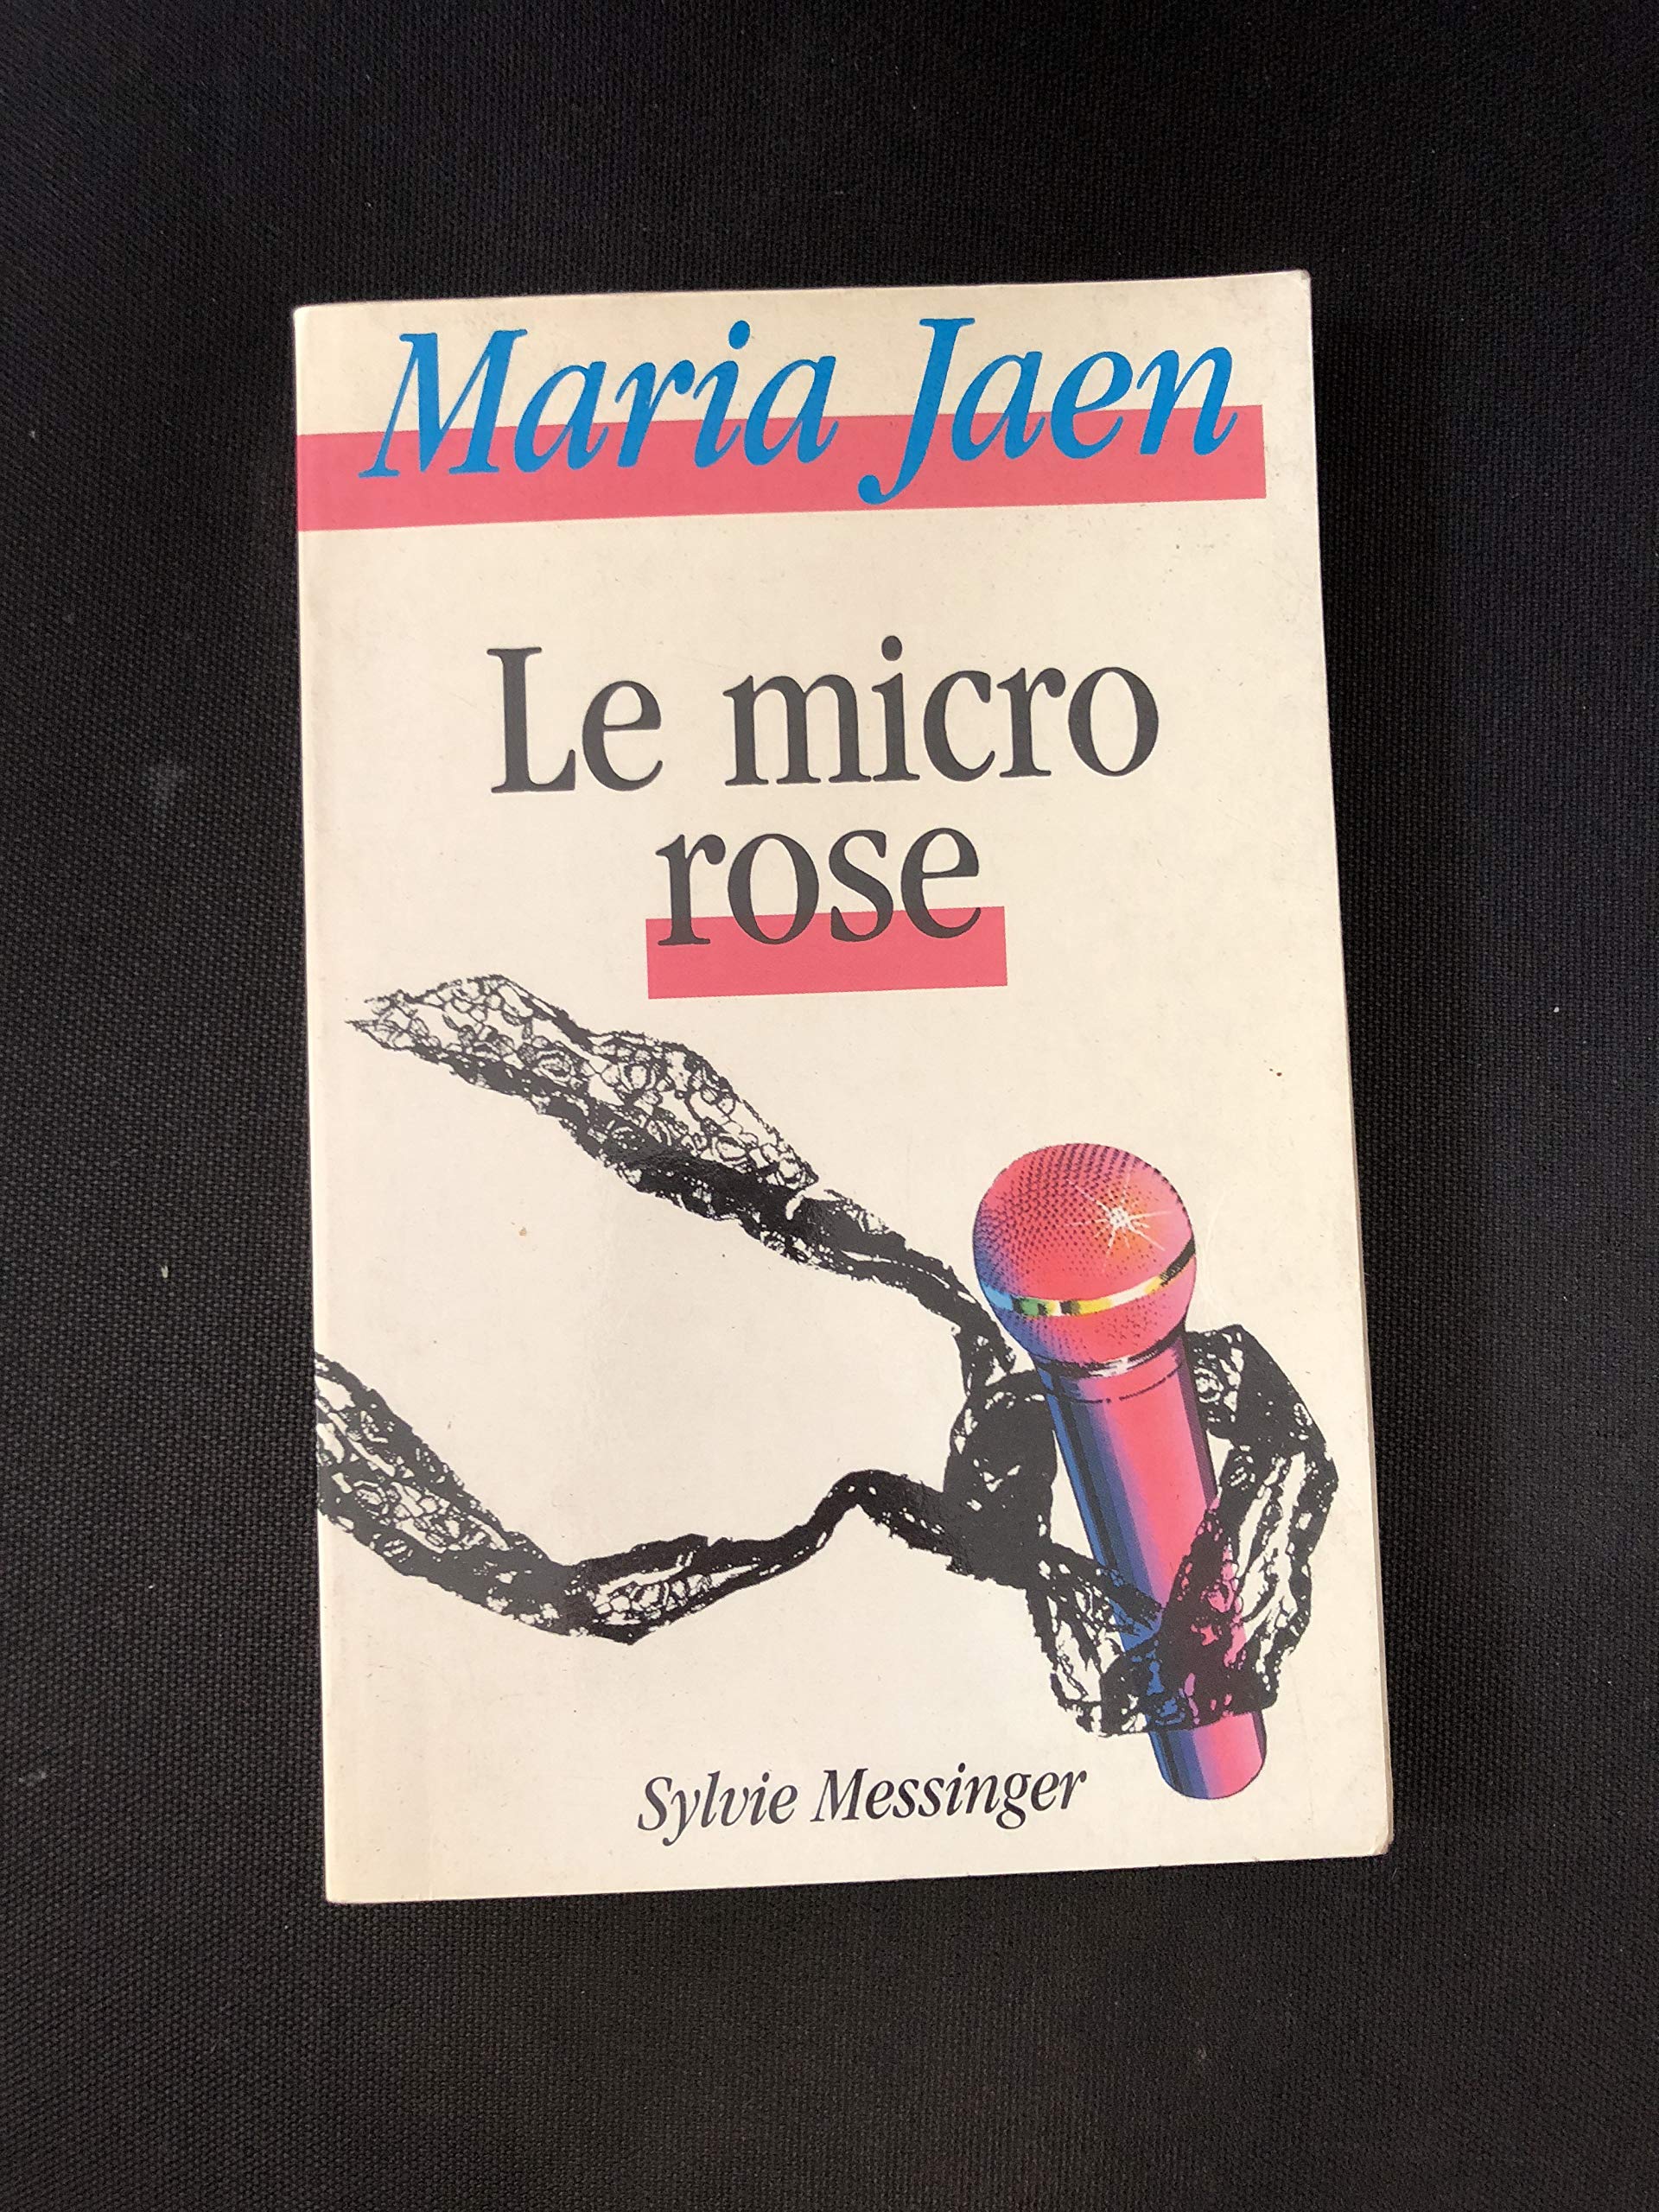 Maria Jaen
Le micro
rose
Sylvie Messinger